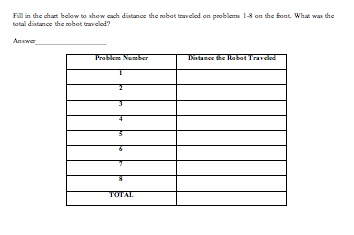 Fill in the chart below to show each distance the robot traveled on problems 1-8 on the front. What was the
total distance the robot traveled?
Answer____________________
Problem Number Distance the Robot Traveled
1
2
3
4
5
6
7
8
TOTAL